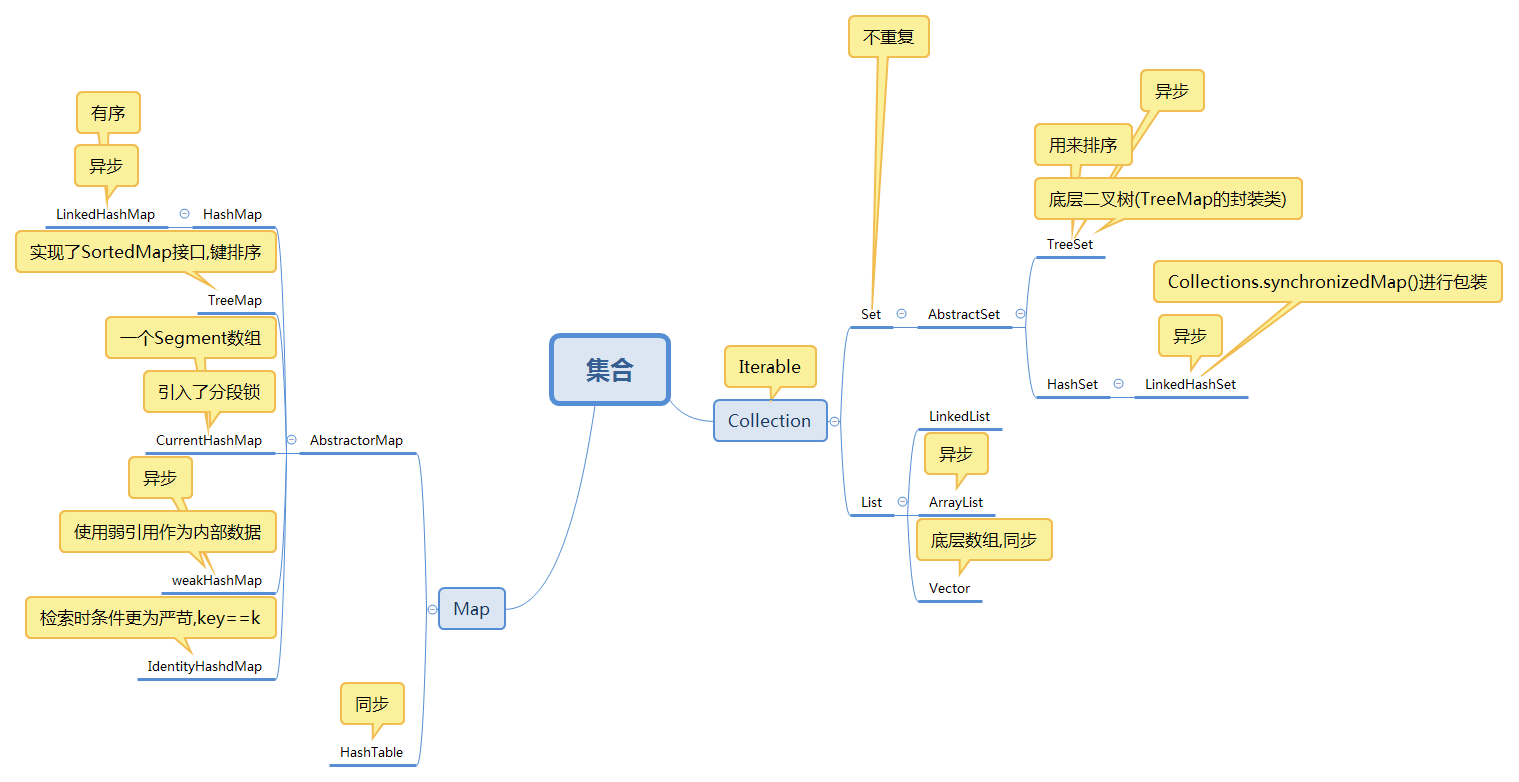 集合
Collection
Iterable
Set
不重复
AbstractSet
TreeSet
异步
用来排序
底层二叉树(TreeMap的封装类)
HashSet
LinkedHashSet
Collections.synchronizedMap()进行包装
异步
List
LinkedList
ArrayList
异步
Vector
底层数组,同步
Map
AbstractorMap
HashMap
LinkedHashMap
有序
异步
TreeMap
实现了SortedMap接口,键排序
CurrentHashMap
一个Segment数组
引入了分段锁
weakHashMap
异步
使用弱引用作为内部数据
IdentityHashdMap
检索时条件更为严苛,key==k
HashTable
同步